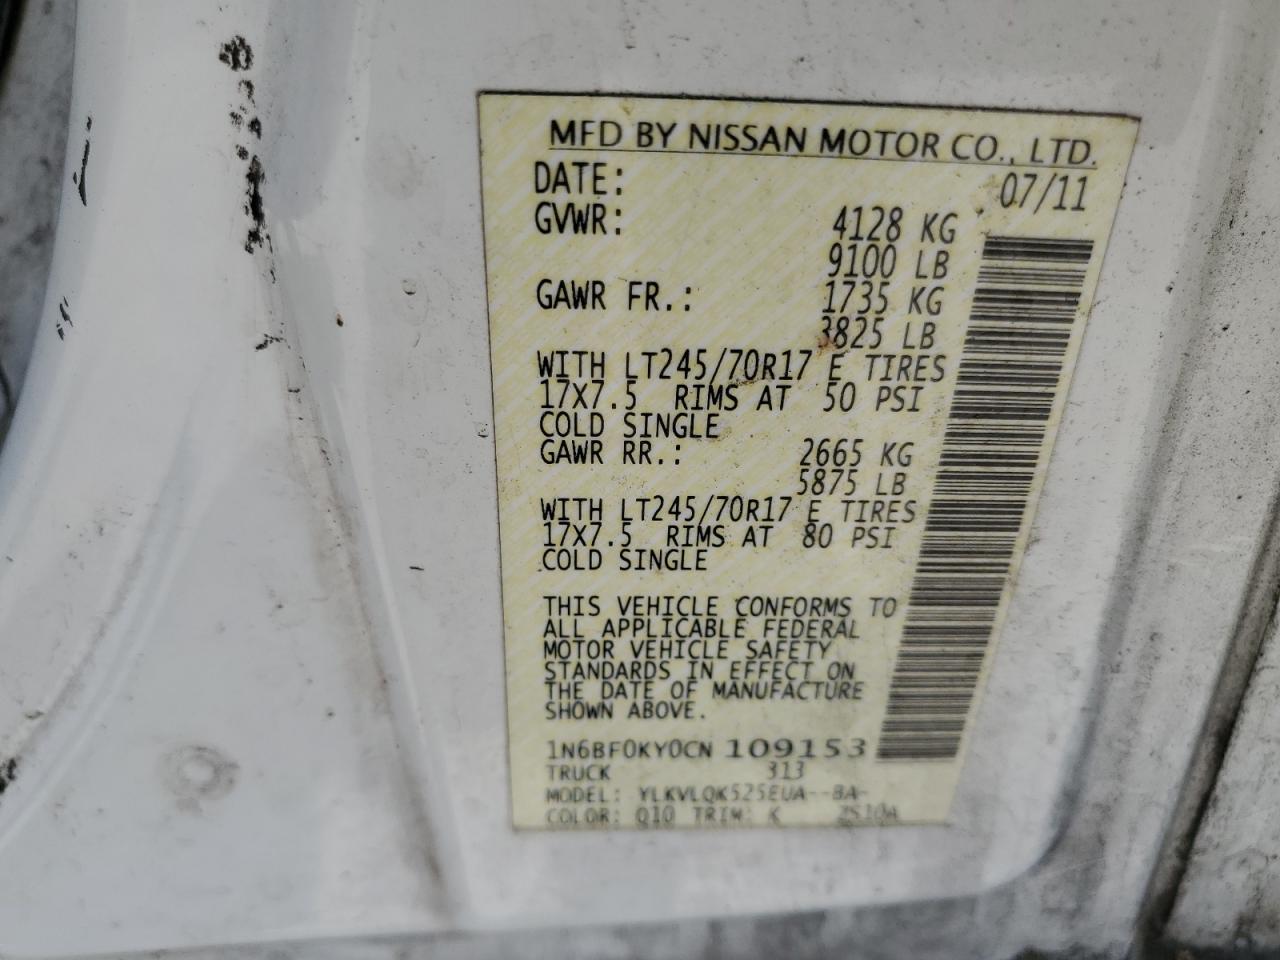 MFD BY NISSAN MOTOR CO., LTD.
DATE: 07/11
GVWR: 4128 KG
9100 LB
GAWR FR.: 1735 KG
3825 LB
WITH LT245/70R17 E TIRES
17X7.5 RIMS AT 50 PSI
COLD SINGLE
GAWR RR.: 2665 KG
5875 LB
WITH LT245/70R17 E TIRES
17X7.5 RIMS AT 80 PSI
COLD SINGLE
THIS VEHICLE CONFORMS TO
ALL APPLICABLE FEDERAL
MOTOR VEHICLE SAFETY
STANDARDS IN EFFECT ON
THE DATE OF MANUFACTURE
SHOWN ABOVE.
1N6BF0KY0CN 109153
TRUCK 313
MODEL: YLKVLQK525EUA--BA-
COLOR: Q10 TRIM: K